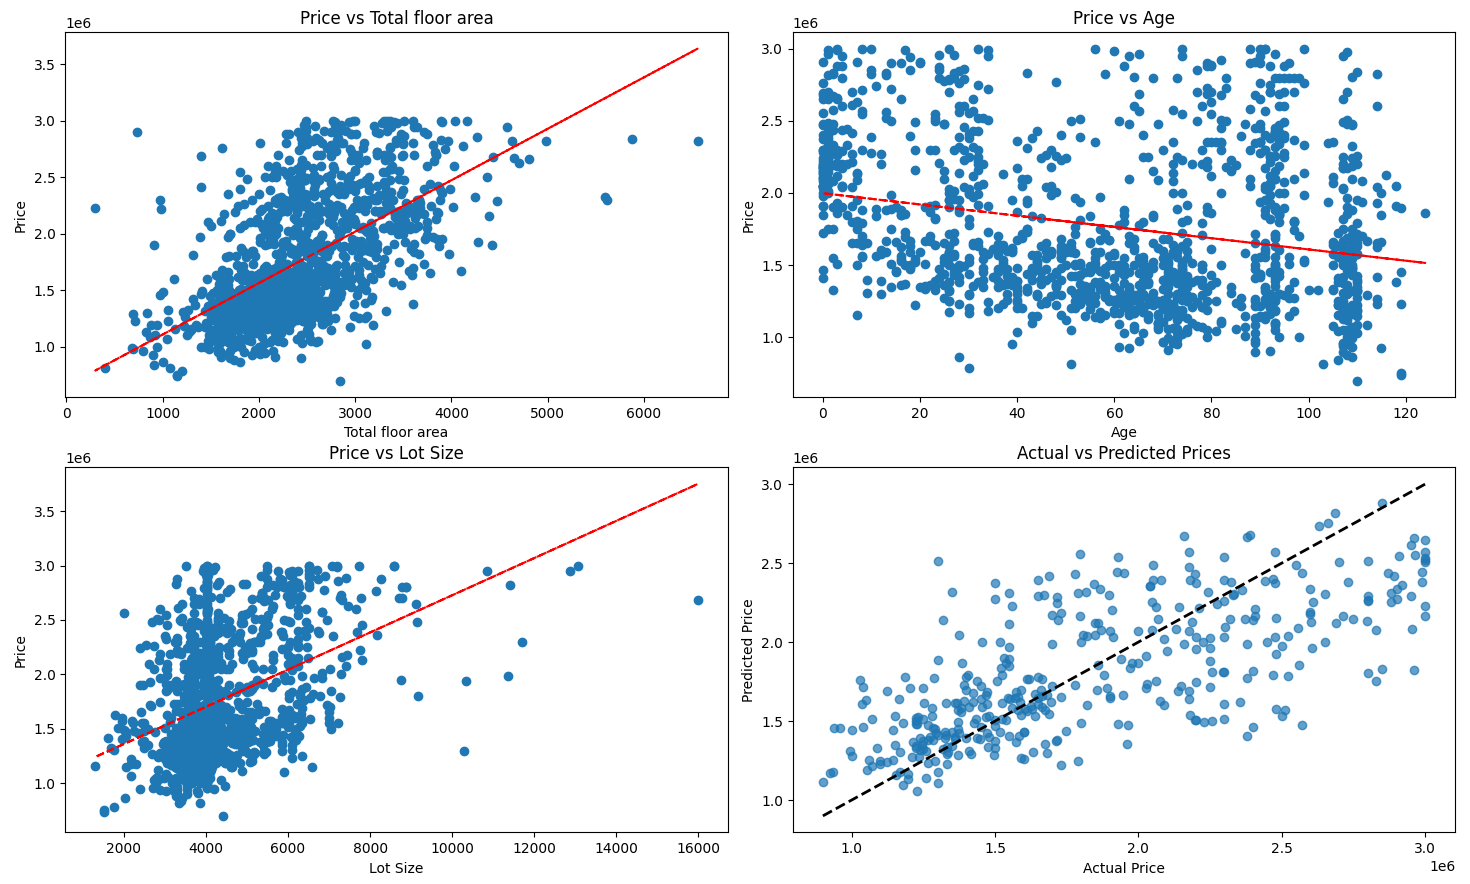 Price vs Total floor area
1e6
3.5
3.0
2.5
2.0
1.5
1.0
Price
0 1000 2000 3000 4000 5000 6000
Total floor area
Price vs Age
1e6
3.0
2.5
2.0
1.5
1.0
Price
0 20 40 60 80 100 120
Age
Price vs Lot Size
1e6
3.5
3.0
2.5
2.0
1.5
1.0
Price
2000 4000 6000 8000 10000 12000 14000 16000
Lot Size
Actual vs Predicted Prices
1e6
3.0
2.5
2.0
1.5
1.0
Predicted Price
1.0 1.5 2.0 2.5 3.0
1e6
Actual Price